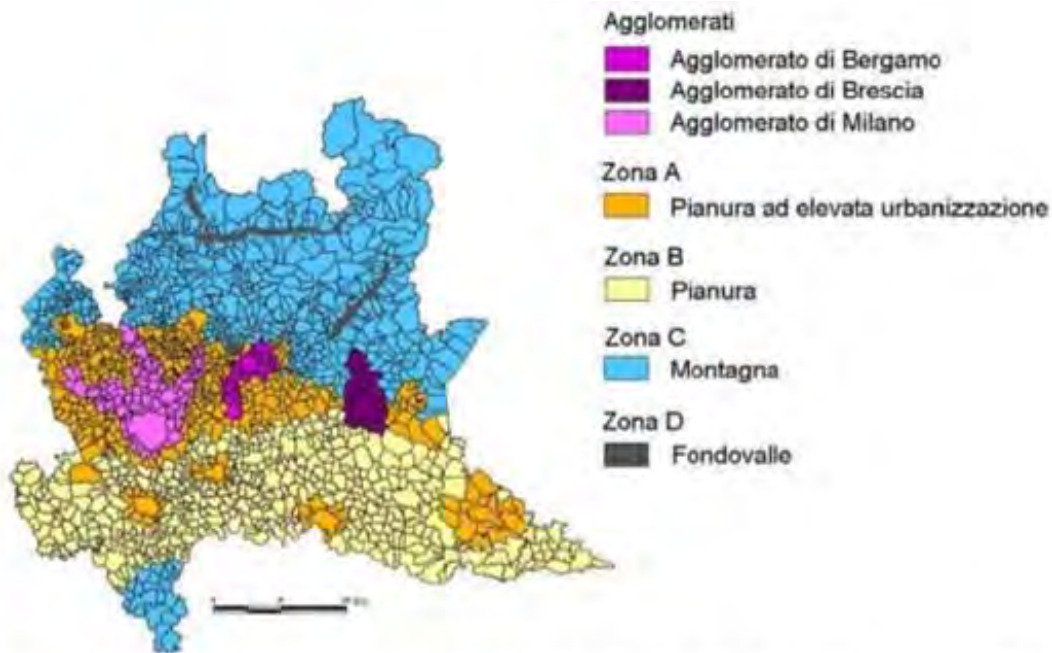 Agglomerati
Agglomerato di Bergamo
Agglomerato di Brescia
Agglomerato di Milano
Zona A
Pianura ad elevata urbanizzazione
Zona B
Pianura
Zona C
Montagna
Zona D
Fondovalle